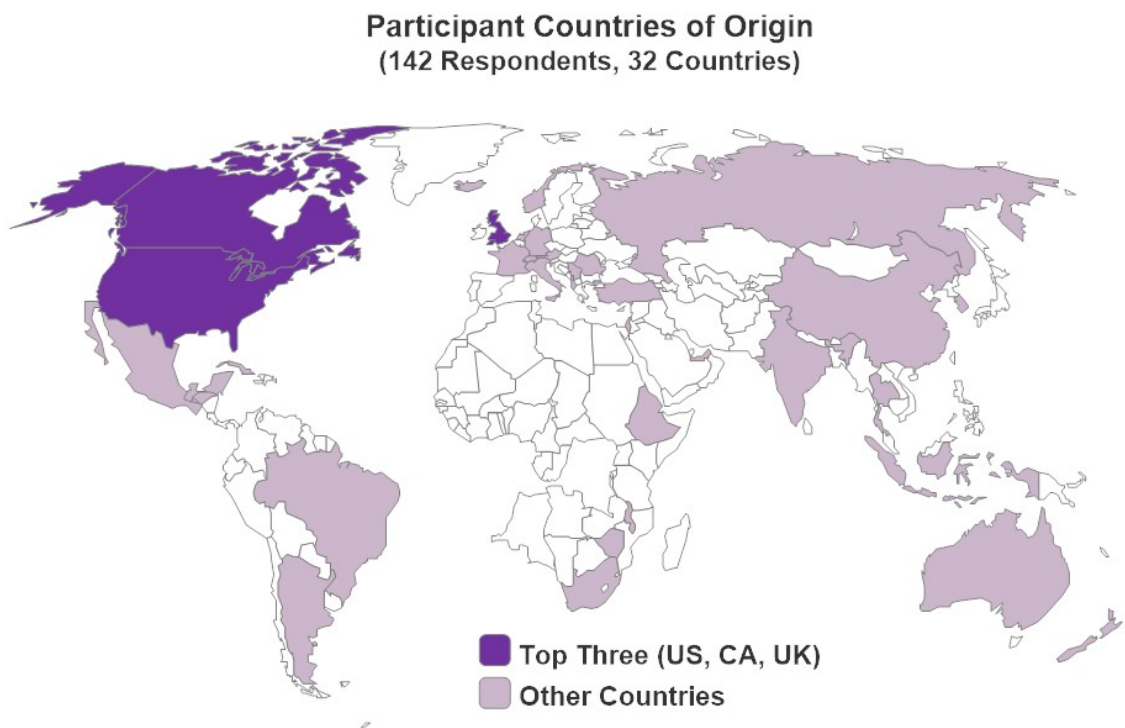 Participant Countries of Origin
(142 Respondents, 32 Countries)
Top Three (US, CA, UK)
Other Countries